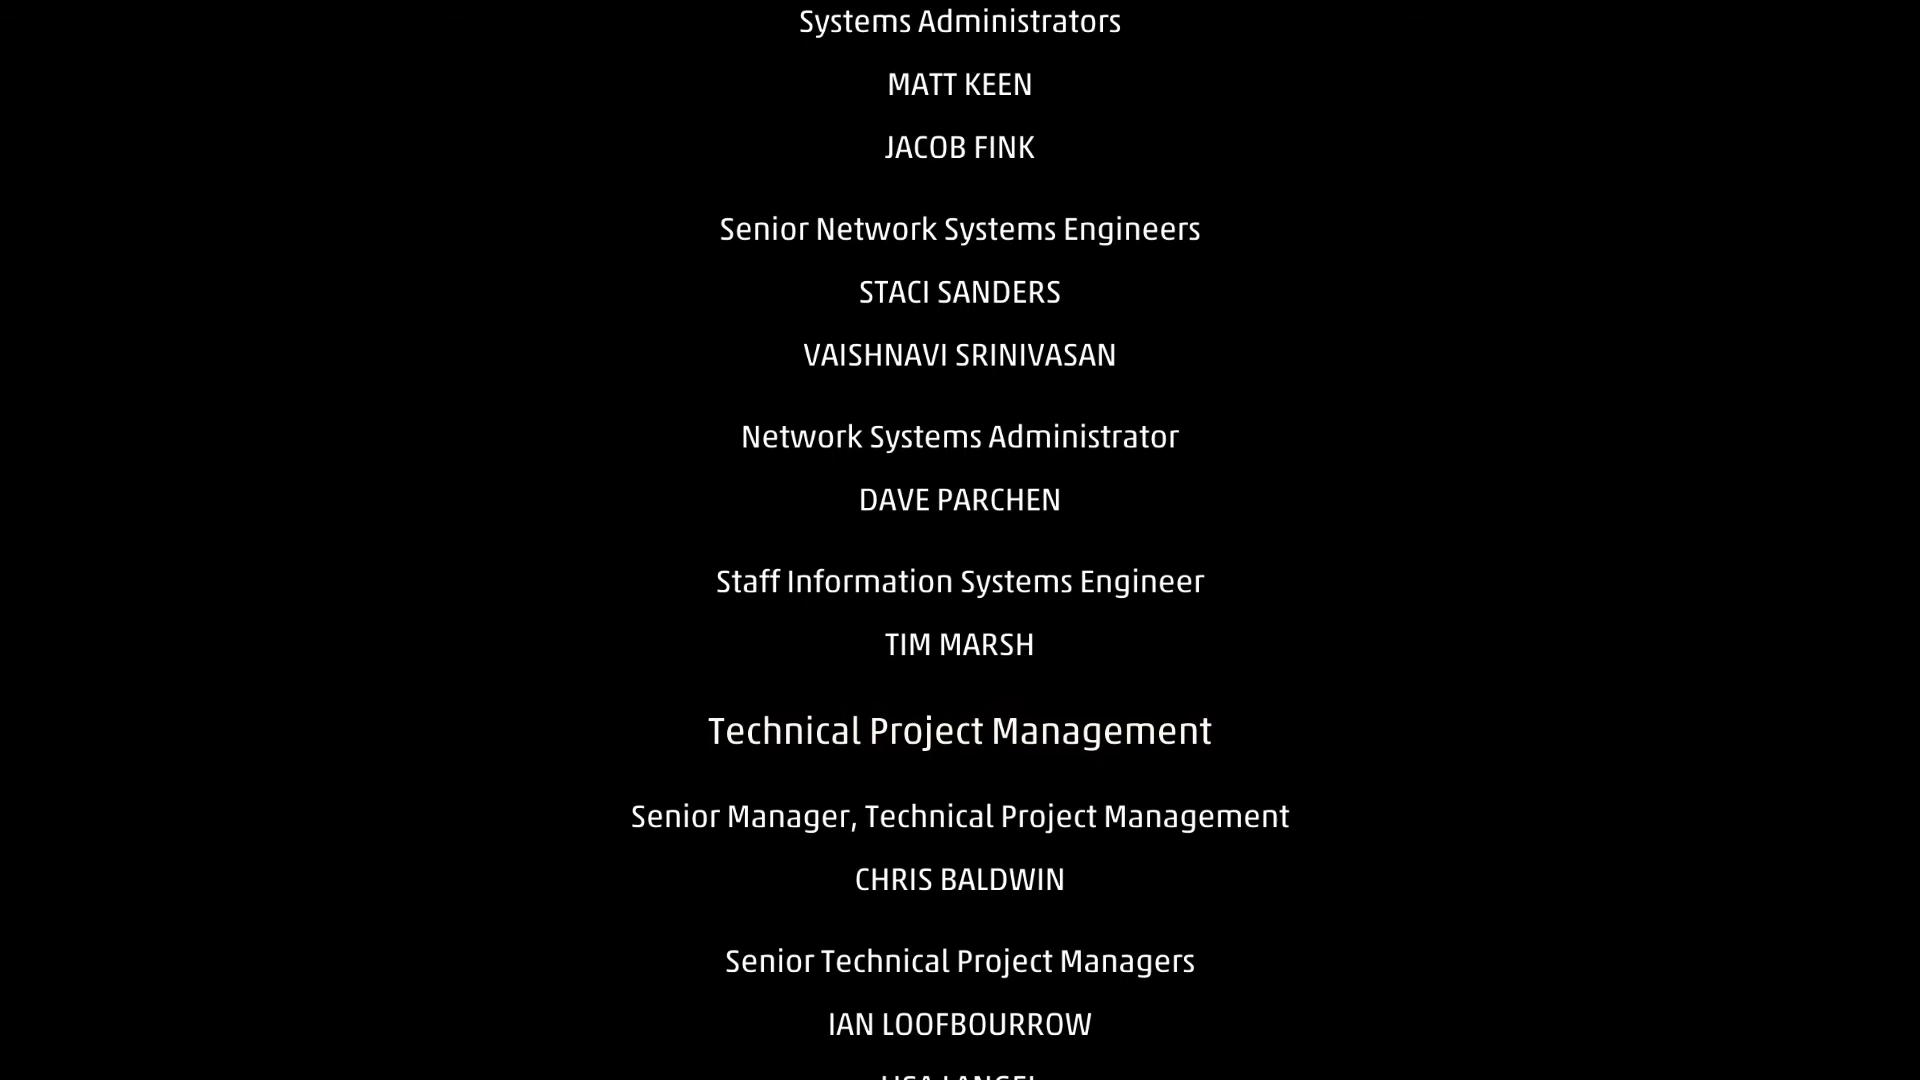 Systems Administrators
MATT KEEN
JACOB FINK
Senior Network Systems Engineers
STACI SANDERS
VAISHNAVI SRINIVASAN
Network Systems Administrator
DAVE PARCHEN
Staff Information Systems Engineer
TIM MARSH
Technical Project Management
Senior Manager, Technical Project Management
CHRIS BALDWIN
Senior Technical Project Managers
IAN LOOFBOURROW